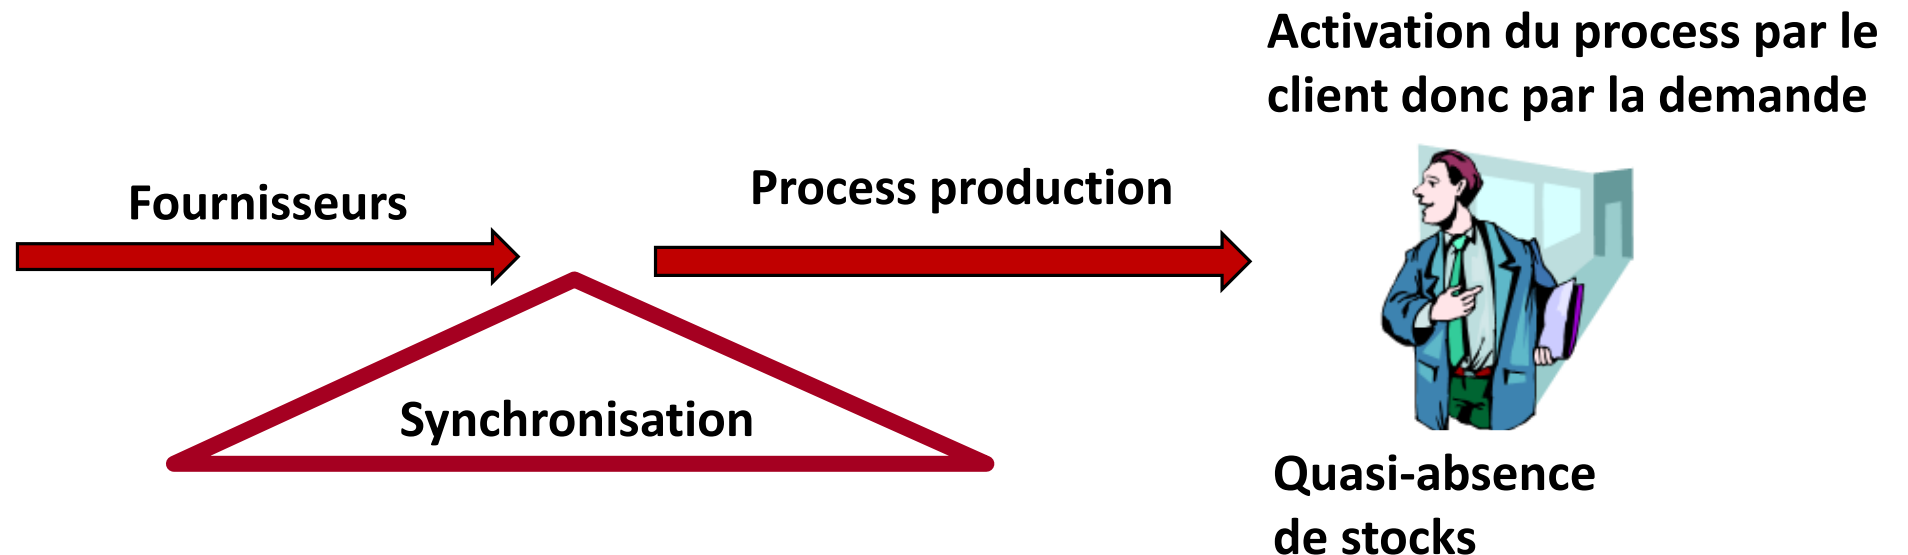 Activation du process par le
client donc par la demande
Fournisseurs
Process production
Synchronisation
Quasi-absence
de stocks